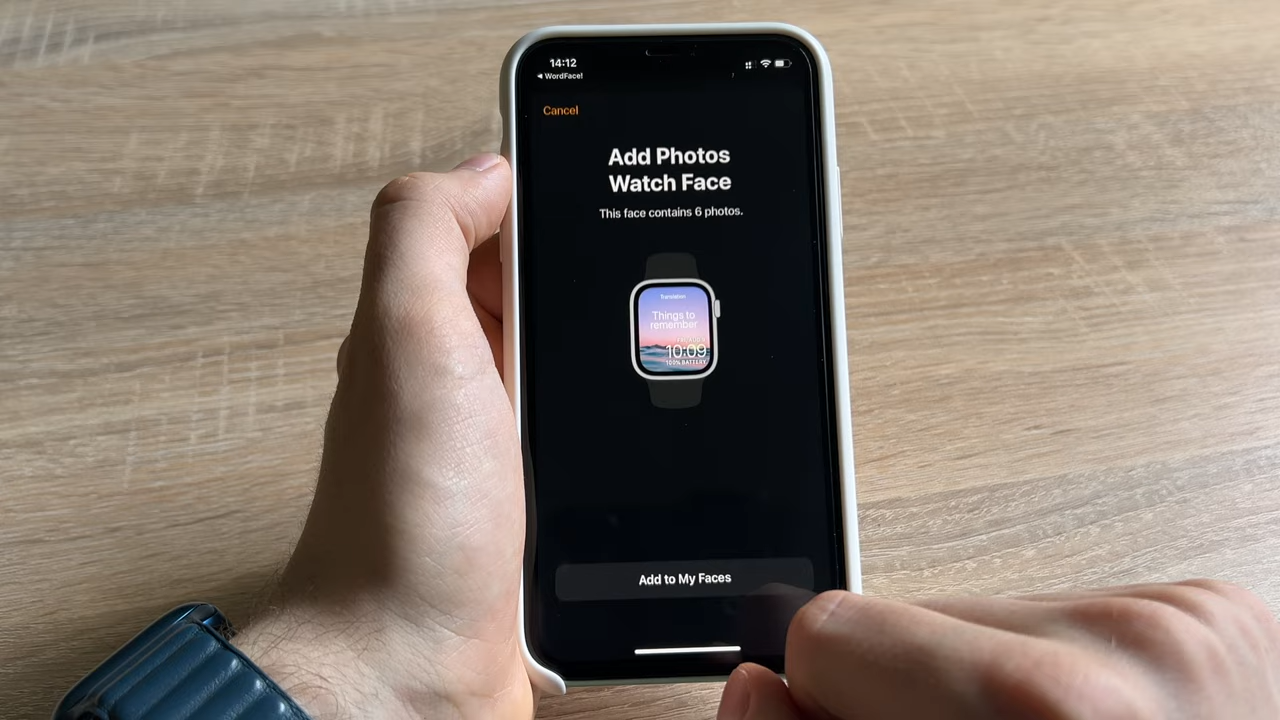 14:12
◀ WordFace!
Cancel
Add Photos
Watch Face
This face contains 6 photos.
Translation
Things to
remember
10:09
100% BATTERY
Add to My Faces